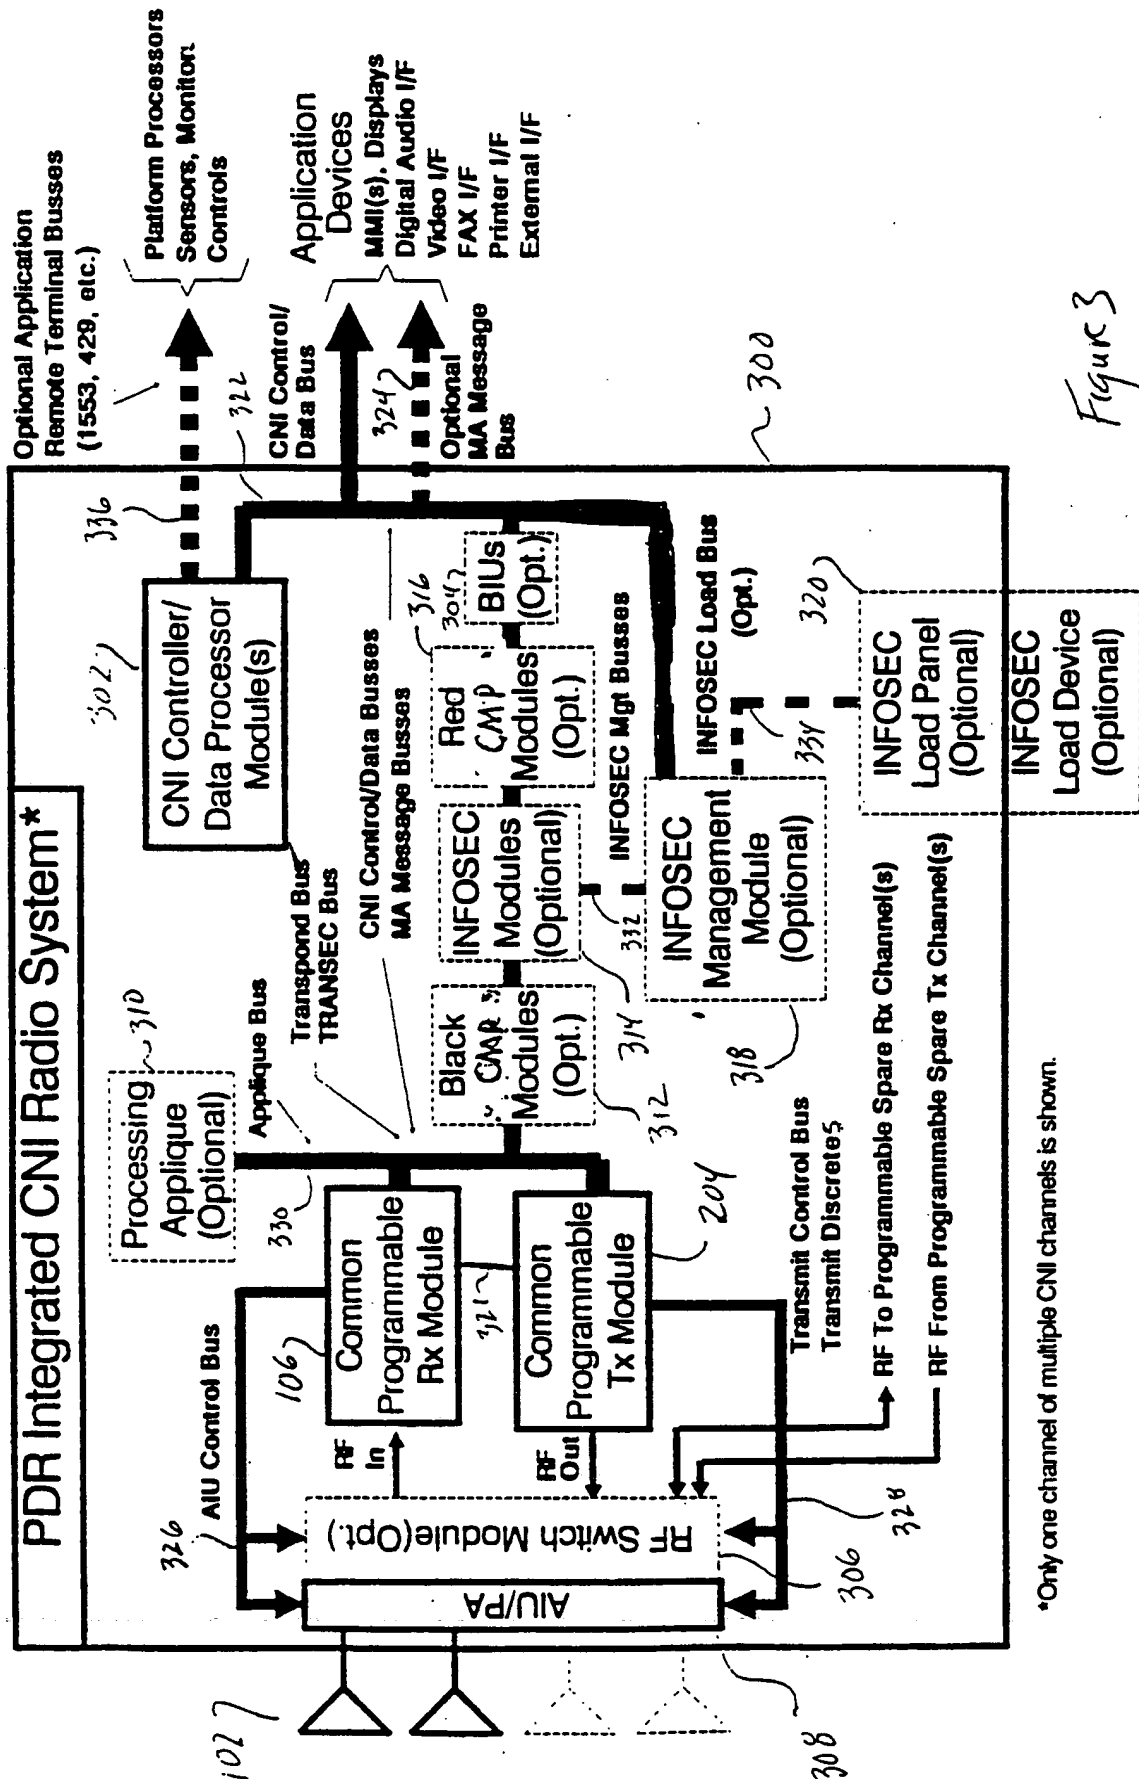 PDR Integrated CNI Radio System*
Optional Application
Remote Terminal Busses
(1553, 429, etc.)
Platform Processors
Sensors, Monitors
Controls
336
302
CNI Controller/
Data Processor
Module(s)
322
CNI Control/
Data Bus
324
Optional
MA Message
Bus
Application
Devices
MMI(s), Displays
Digital Audio I/F
Video I/F
FAX I/F
Printer I/F
External I/F
Processing
Applique
(Optional)
310
Applique Bus
330
Transpond Bus
TRANSEC Bus
CNI Control/Data Busses
MA Message Busses
AIU Control Bus
326
106
Common
Programmable
Rx Module
321
Common
Programmable
Tx Module
204
RF
In
RF
Out
RF Switch Module(Opt.)
306
AIU/PA
308
102
Black
CMP
Modules
(Opt.)
312
INFOSEC
Modules
(Optional)
314
Red
CMP
Modules
(Opt.)
316
BIUs
(Opt.)
304
332
INFOSEC Mgt Busses
INFOSEC
Management
Module
(Optional)
318
INFOSEC Load Bus
(Opt.)
334
320
INFOSEC
Load Panel
(Optional)
INFOSEC
Load Device
(Optional)
Transmit Control Bus
Transmit Discretes
328
RF To Programmable Spare Rx Channel(s)
RF From Programmable Spare Tx Channel(s)
300
*Only one channel of multiple CNI channels is shown.
Figure 3